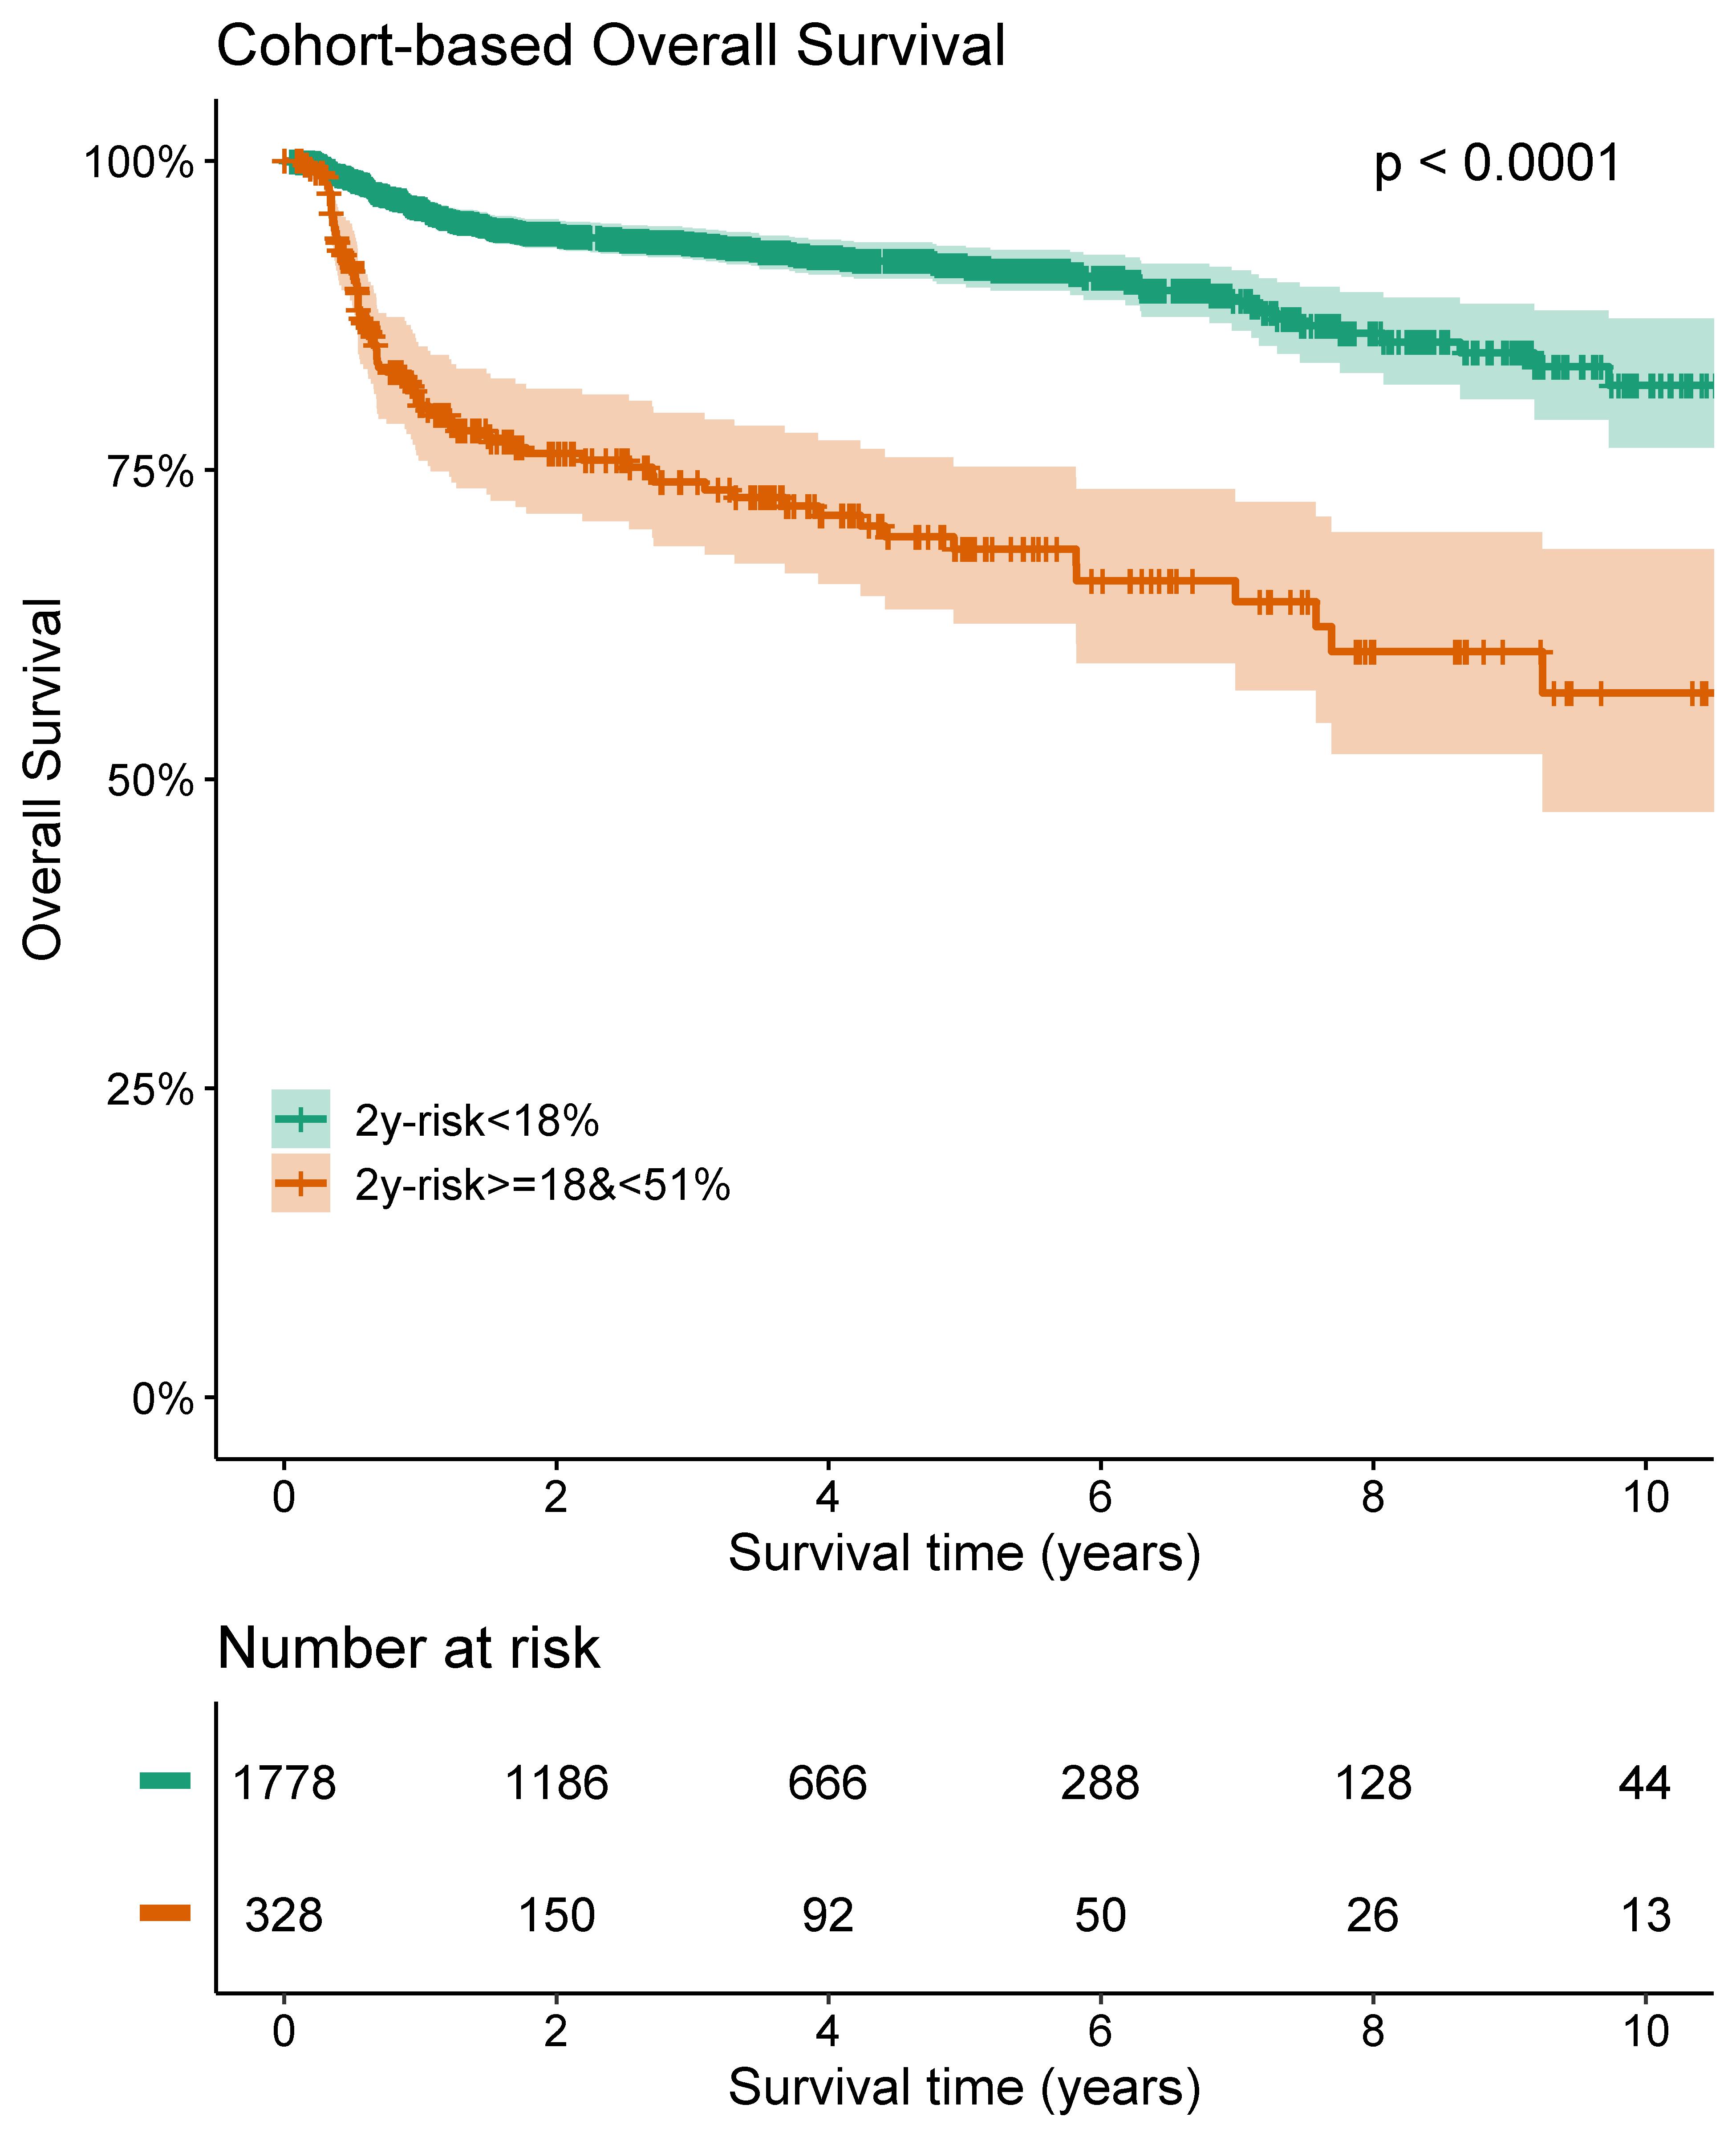 Cohort-based Overall Survival
p < 0.0001
100%
75%
50%
25%
0%
Overall Survival
2y-risk<18%
2y-risk>=18&<51%
0 2 4 6 8 10
Survival time (years)
Number at risk
1778 1186 666 288 128 44
328 150 92 50 26 13
0 2 4 6 8 10
Survival time (years)